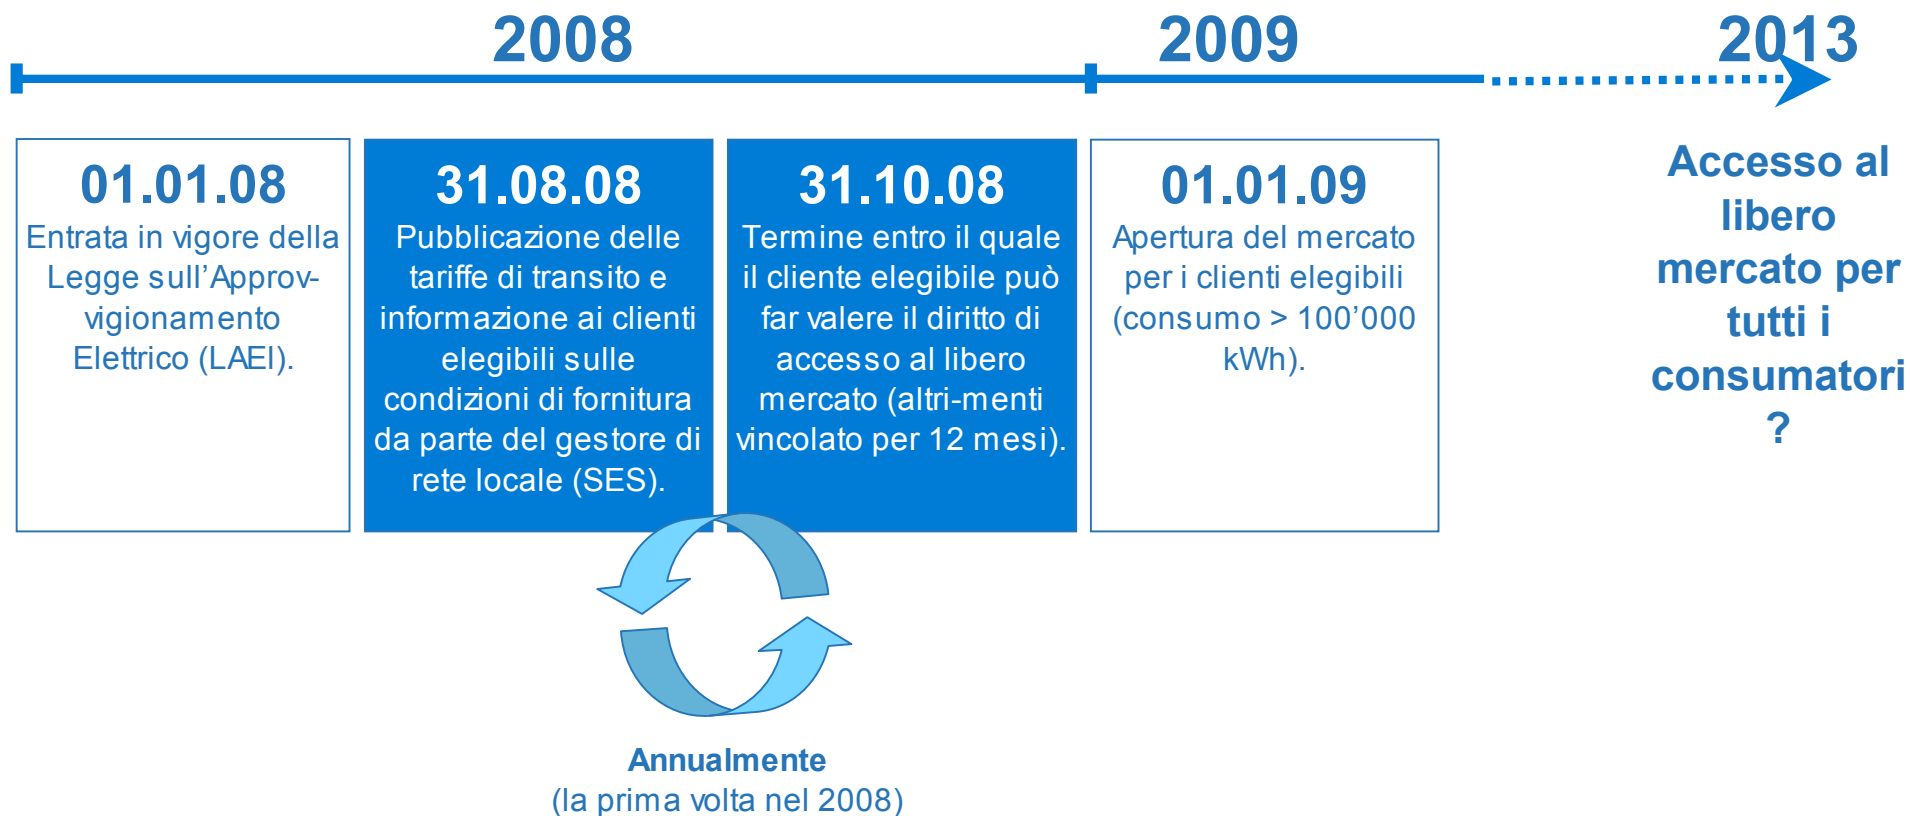 2008
2009
2013
01.01.08
Entrata in vigore della
Legge sull’Approv-
vigionamento
Elettrico (LAEl).
31.08.08
Pubblicazione delle
tariffe di transito e
informazione ai clienti
elegibili sulle
condizioni di fornitura
da parte del gestore di
rete locale (SES).
31.10.08
Termine entro il quale
il cliente elegibile può
far valere il diritto di
accesso al libero
mercato (altri-menti
vincolato per 12 mesi).
01.01.09
Apertura del mercato
per i clienti elegibili
(consumo > 100’000
kWh).
Accesso al
libero
mercato per
tutti i
consumatori
?
Annualmente
(la prima volta nel 2008)